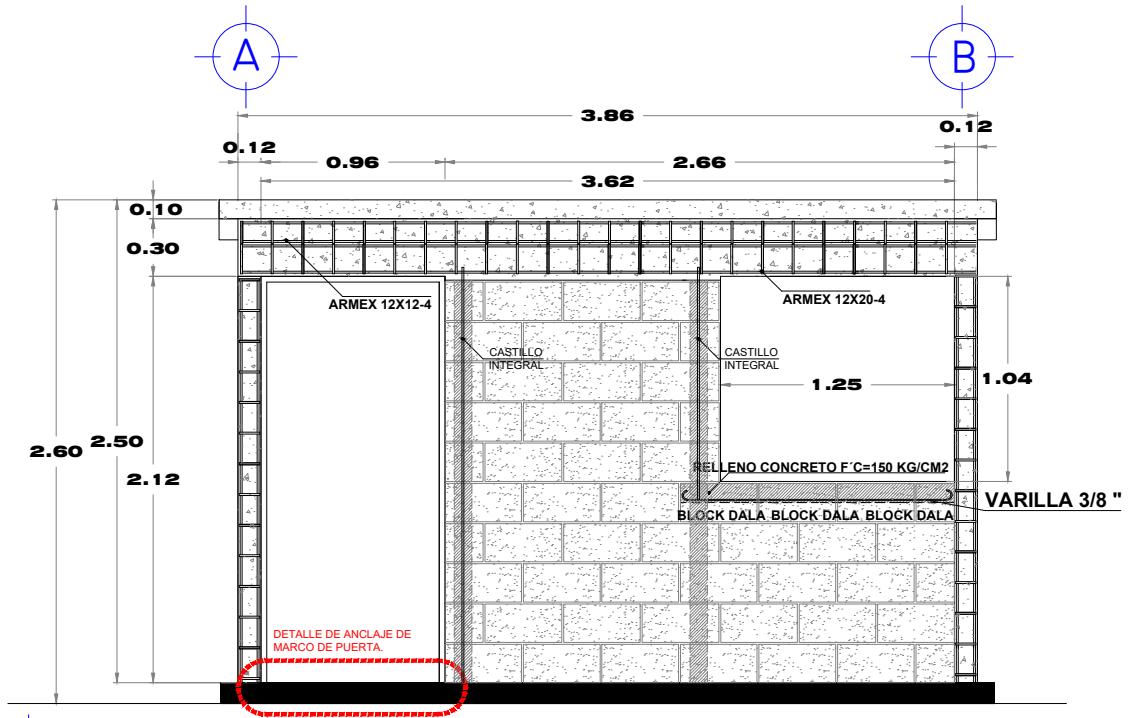 A
B
3.86
0.12
0.12
0.96
2.66
3.62
0.10
0.30
ARMEX 12X12-4
ARMEX 12X20-4
CASTILLO
INTEGRAL
CASTILLO
INTEGRAL
1.25
1.04
2.60
2.50
2.12
RELLENO CONCRETO F´C=150 KG/CM2
VARILLA 3/8 "
BLOCK DALA BLOCK DALA BLOCK DALA
DETALLE DE ANCLAJE DE
MARCO DE PUERTA.